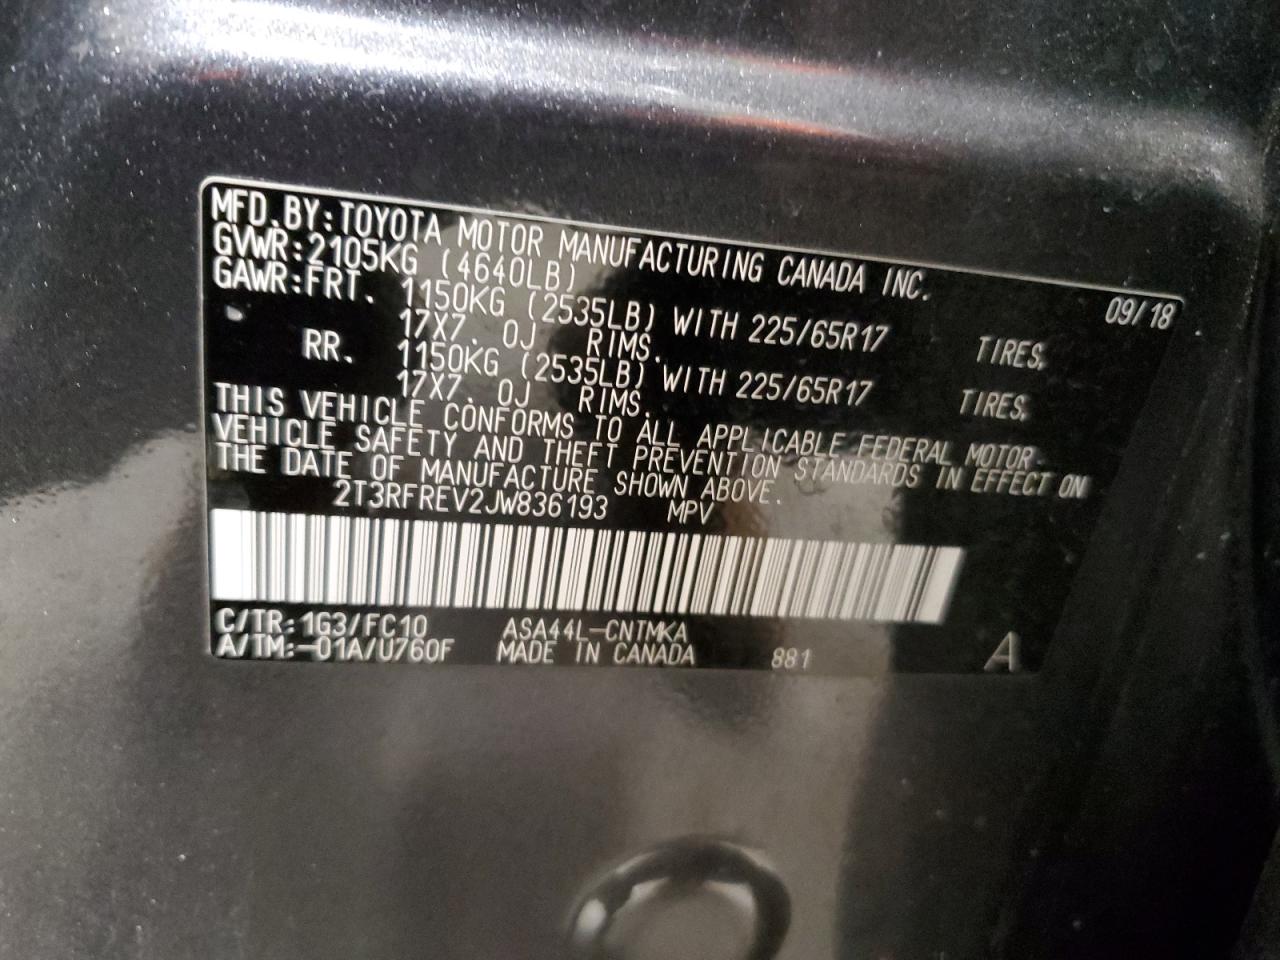 MFD.BY:TOYOTA MOTOR MANUFACTURING CANADA INC.
GVWR:2105KG (4640LB) 09/18
GAWR:FRT. 1150KG (2535LB) WITH 225/65R17 TIRES,
17X7. 0J RIMS.
RR. 1150KG (2535LB) WITH 225/65R17 TIRES,
17X7. 0J RIMS.
THIS VEHICLE CONFORMS TO ALL APPLICABLE FEDERAL MOTOR
VEHICLE SAFETY AND THEFT PREVENTION STANDARDS IN EFFECT ON
THE DATE OF MANUFACTURE SHOWN ABOVE.
2T3RFREV2JW836193 MPV
C/TR:1G3/FC10 ASA44L-CNTMKA
A/TM:-01A/U760F MADE IN CANADA 881 A